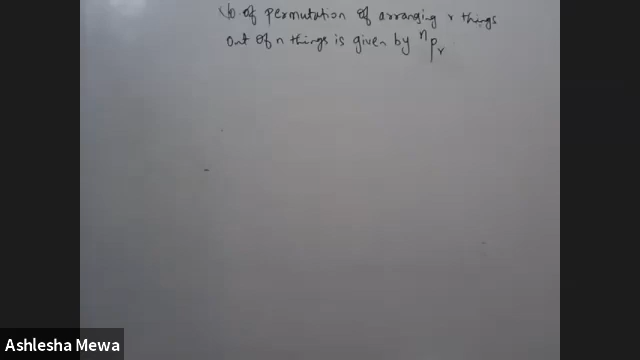 No of permutation of arranging r things
out of n things is given by ⁿPᵣ
Ashlesha Mewa